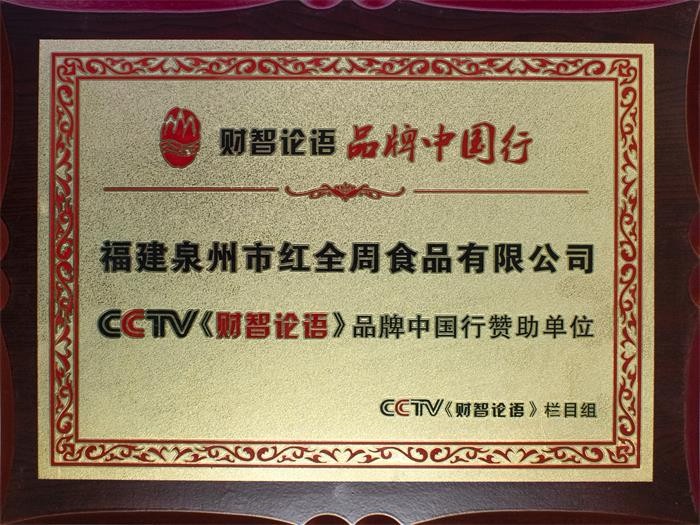 财智论语 品牌中国行
福建泉州市红全周食品有限公司
CCTV《财智论语》品牌中国行赞助单位
CCTV《财智论语》栏目组